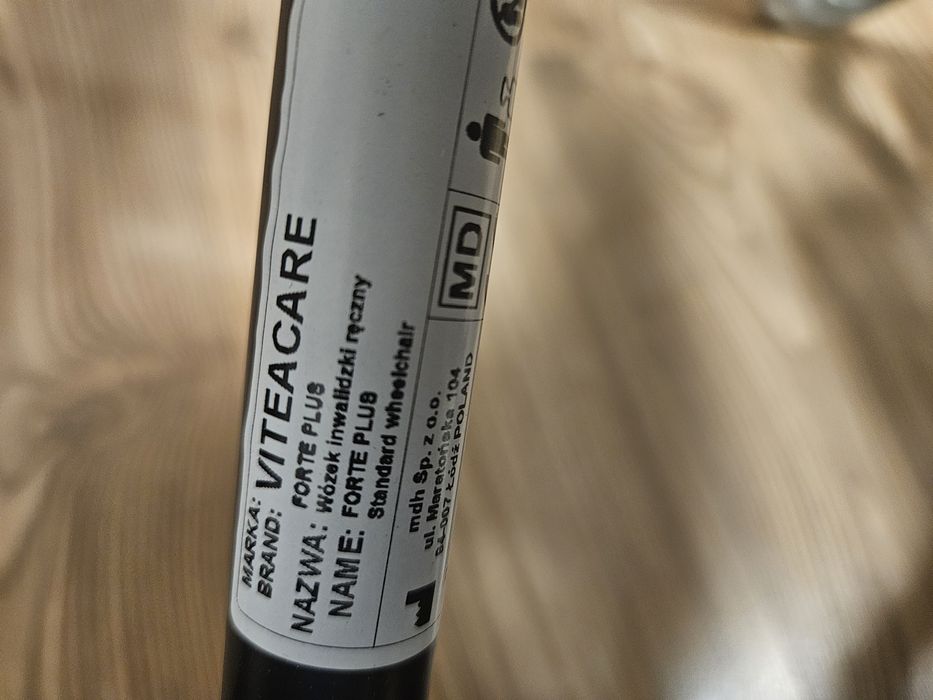 MARKA:
BRAND: VITEACARE
NAZWA: FORTE PLUS
Wózek inwalidzki ręczny
NAME: FORTE PLUS
Standard wheelchair
MD
mdh Sp. z o.o.
ul. Maratońska 104
94-007 Łódź POLAND